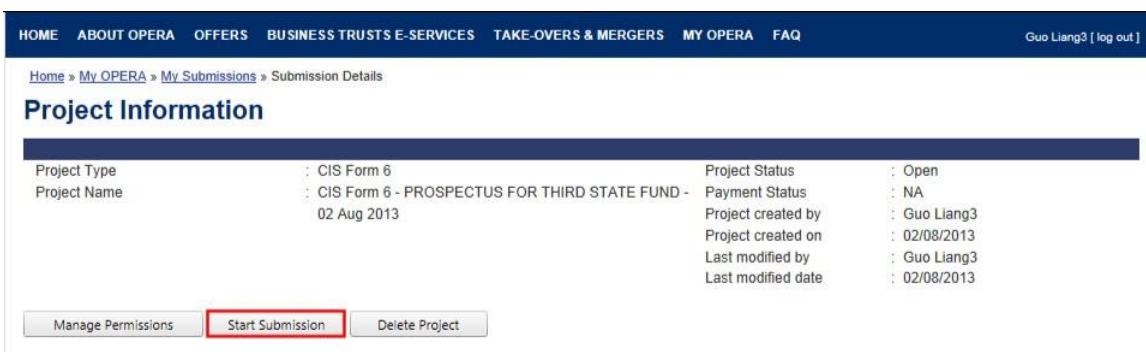 HOME ABOUT OPERA OFFERS BUSINESS TRUSTS E-SERVICES TAKE-OVERS & MERGERS MY OPERA FAQ Guo Liang3 [ log out ]
Home » My OPERA » My Submissions » Submission Details
Project Information
Project Type : CIS Form 6 Project Status : Open
Project Name : CIS Form 6 - PROSPECTUS FOR THIRD STATE FUND - Payment Status : NA
02 Aug 2013 Project created by : Guo Liang3
Project created on : 02/08/2013
Last modified by : Guo Liang3
Last modified date : 02/08/2013
Manage Permissions Start Submission Delete Project